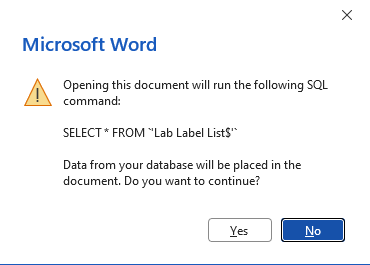 Microsoft Word
Opening this document will run the following SQL
command:
SELECT * FROM `'Lab Label List$'`
Data from your database will be placed in the
document. Do you want to continue?
Yes
No